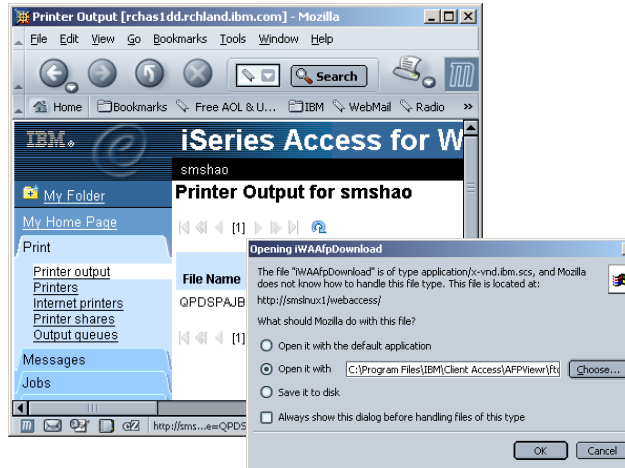 Printer Output [rchas1dd.rchland.ibm.com] - Mozilla
File Edit View Go Bookmarks Tools Window Help
Search
Home Bookmarks Free AOL & U... IBM WebMail Radio »
IBM iSeries Access for W
smshao
My Folder
Printer Output for smshao
My Home Page
[1]
Print
Printer output
Printers
Internet printers
Printer shares
Output queues
File Name
QPDSPAJB
[1]
Messages
Jobs
http://sms...e=QPDS
Opening iWAAfpDownload
The file "iWAAfpDownload" is of type application/x-vnd.ibm.scs, and Mozilla
does not know how to handle this file type. This file is located at:
http://smslnux1/webaccess/
What should Mozilla do with this file?
Open it with the default application
Open it with C:\Program Files\IBM\Client Access\AFPViewr\ftd Choose...
Save it to disk
Always show this dialog before handling files of this type
OK Cancel